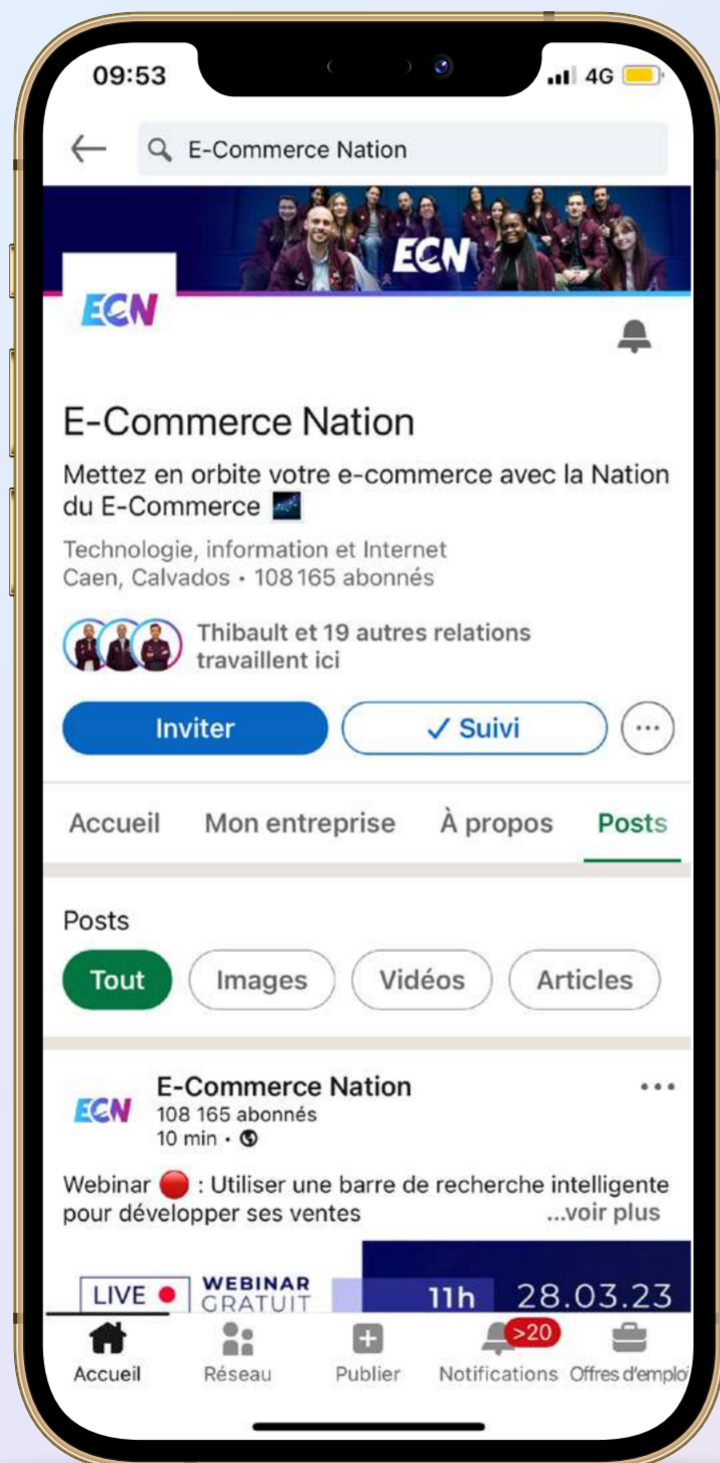 09:53
4G
E-Commerce Nation
ECN
ECN
E-Commerce Nation
Mettez en orbite votre e-commerce avec la Nation
du E-Commerce
Technologie, information et Internet
Caen, Calvados • 108 165 abonnés
Thibault et 19 autres relations
travaillent ici
Inviter
✓ Suivi
Accueil
Mon entreprise
À propos
Posts
Posts
Tout
Images
Vidéos
Articles
ECN
E-Commerce Nation
108 165 abonnés
10 min •
Webinar 🔴 : Utiliser une barre de recherche intelligente
pour développer ses ventes ...voir plus
LIVE
WEBINAR
GRATUIT
11h
28.03.23
>20
Accueil
Réseau
Publier
Notifications
Offres d'emploi